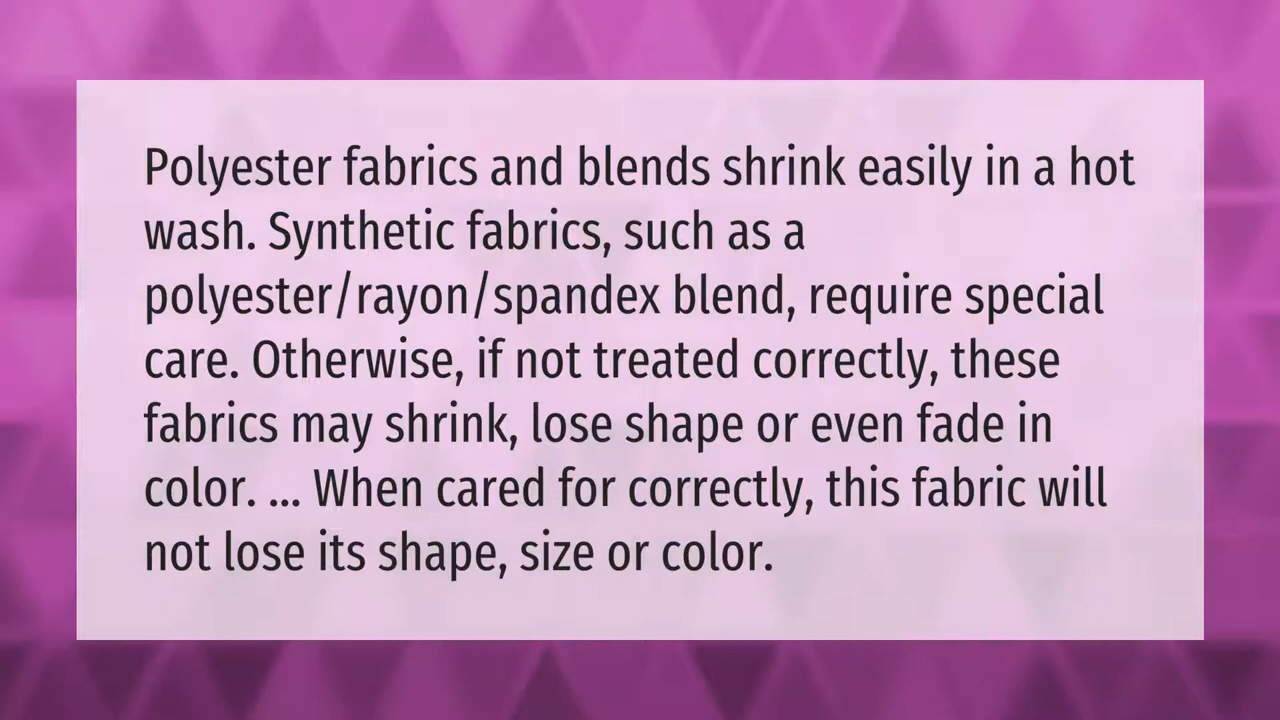 Polyester fabrics and blends shrink easily in a hot
wash. Synthetic fabrics, such as a
polyester/rayon/spandex blend, require special
care. Otherwise, if not treated correctly, these
fabrics may shrink, lose shape or even fade in
color. ... When cared for correctly, this fabric will
not lose its shape, size or color.